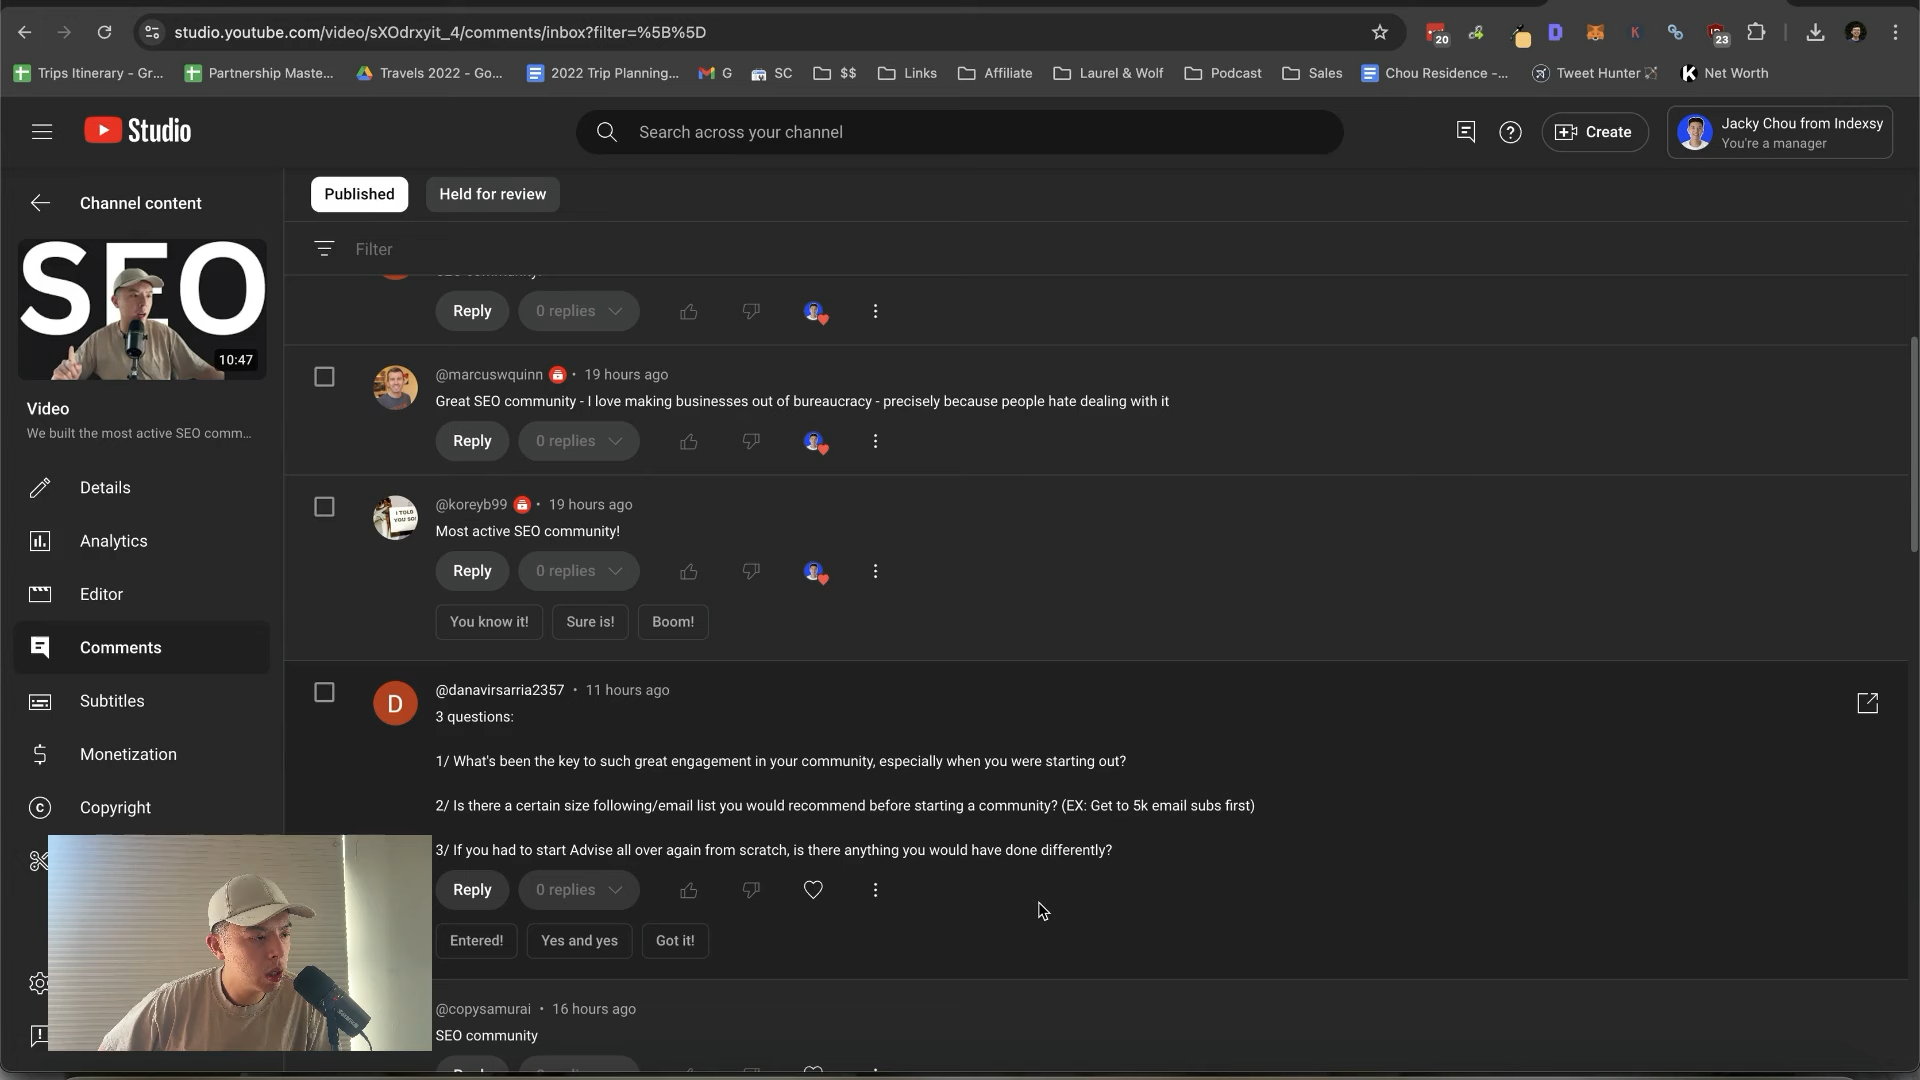 studio.youtube.com/video/sXOdrxyit_4/comments/inbox?filter=%5B%5D
20
23
Trips Itinerary - Gr...
Partnership Maste...
Travels 2022 - Go...
2022 Trip Planning...
G
SC
$$
Links
Affiliate
Laurel & Wolf
Podcast
Sales
Chou Residence -...
Tweet Hunter
Net Worth
Studio
Search across your channel
Create
Jacky Chou from Indexsy
You're a manager
Channel content
SEO
10:47
Video
We built the most active SEO comm...
Details
Analytics
Editor
Comments
Subtitles
Monetization
Copyright
Published
Held for review
Filter
Reply
0 replies
@marcuswquinn • 19 hours ago
Great SEO community - I love making businesses out of bureaucracy - precisely because people hate dealing with it
Reply
0 replies
I TOLD
YOU SO!
@koreyb99 • 19 hours ago
Most active SEO community!
Reply
0 replies
You know it!
Sure is!
Boom!
D
@danavirsarria2357 • 11 hours ago
3 questions:
1/ What's been the key to such great engagement in your community, especially when you were starting out?
2/ Is there a certain size following/email list you would recommend before starting a community? (EX: Get to 5k email subs first)
3/ If you had to start Advise all over again from scratch, is there anything you would have done differently?
Reply
0 replies
Entered!
Yes and yes
Got it!
@copysamurai • 16 hours ago
SEO community